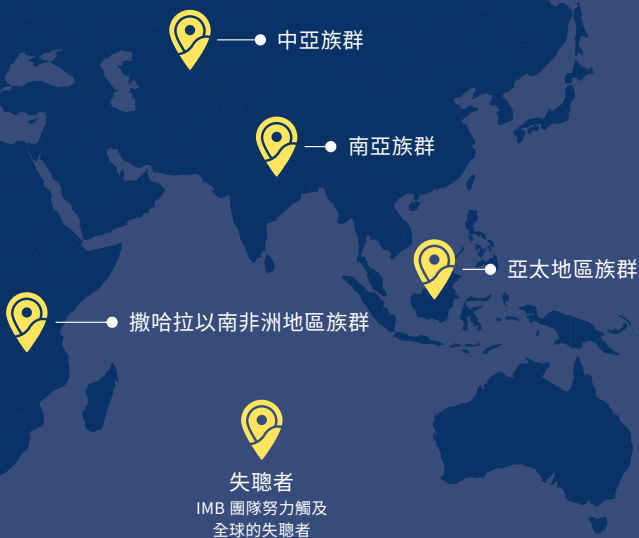 中亞族群
南亞族群
亞太地區族群
撒哈拉以南非洲地區族群
失聰者
IMB 團隊努力觸及
全球的失聰者